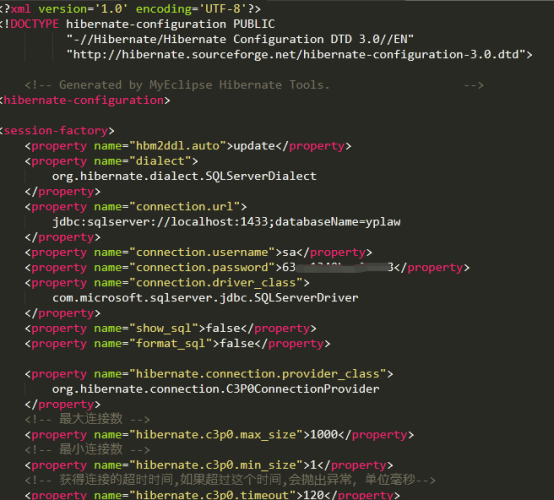 <?xml version='1.0' encoding='UTF-8'?>
<!DOCTYPE hibernate-configuration PUBLIC
"-//Hibernate/Hibernate Configuration DTD 3.0//EN"
"http://hibernate.sourceforge.net/hibernate-configuration-3.0.dtd">
<!-- Generated by MyEclipse Hibernate Tools. -->
<hibernate-configuration>
<session-factory>
<property name="hbm2ddl.auto">update</property>
<property name="dialect">
org.hibernate.dialect.SQLServerDialect
</property>
<property name="connection.url">
jdbc:sqlserver://localhost:1433;databaseName=yplaw
</property>
<property name="connection.username">sa</property>
<property name="connection.password">63 3</property>
<property name="connection.driver_class">
com.microsoft.sqlserver.jdbc.SQLServerDriver
</property>
<property name="show_sql">false</property>
<property name="format_sql">false</property>
<property name="hibernate.connection.provider_class">
org.hibernate.connection.C3P0ConnectionProvider
</property>
<!-- 最大连接数 -->
<property name="hibernate.c3p0.max_size">1000</property>
<!-- 最小连接数 -->
<property name="hibernate.c3p0.min_size">1</property>
<!-- 获得连接的超时时间,如果超过这个时间,会抛出异常, 单位毫秒-->
<property name="hibernate.c3p0.timeout">120</property>